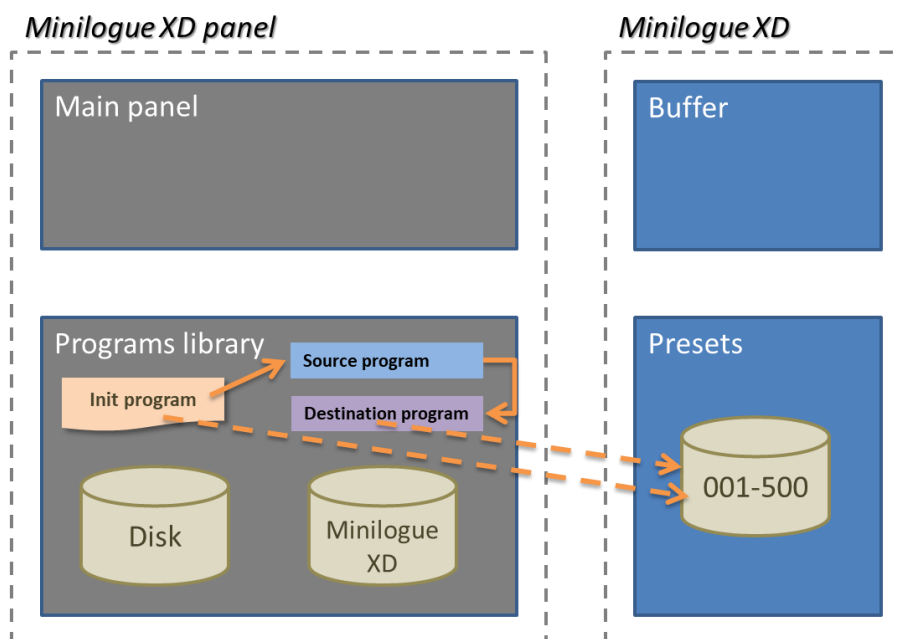 Minilogue XD panel
Minilogue XD
Main panel
Buffer
Programs library
Source program
Init program
Destination program
Presets
001-500
Disk
Minilogue
XD